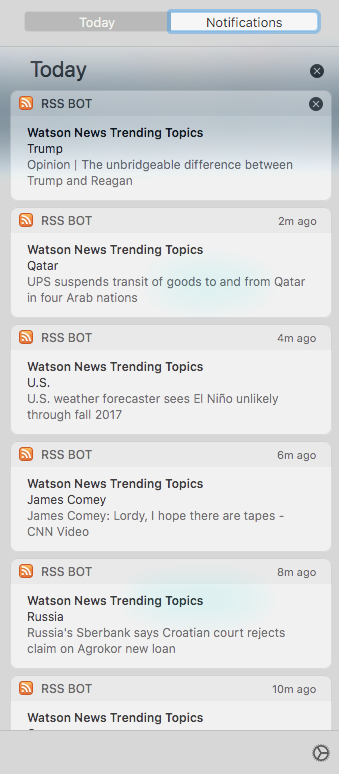 Today
Notifications
Today
RSS BOT
Watson News Trending Topics
Trump
Opinion | The unbridgeable difference between
Trump and Reagan
RSS BOT
2m ago
Watson News Trending Topics
Qatar
UPS suspends transit of goods to and from Qatar
in four Arab nations
RSS BOT
4m ago
Watson News Trending Topics
U.S.
U.S. weather forecaster sees El Niño unlikely
through fall 2017
RSS BOT
6m ago
Watson News Trending Topics
James Comey
James Comey: Lordy, I hope there are tapes -
CNN Video
RSS BOT
8m ago
Watson News Trending Topics
Russia
Russia's Sberbank says Croatian court rejects
claim on Agrokor new loan
RSS BOT
10m ago
Watson News Trending Topics